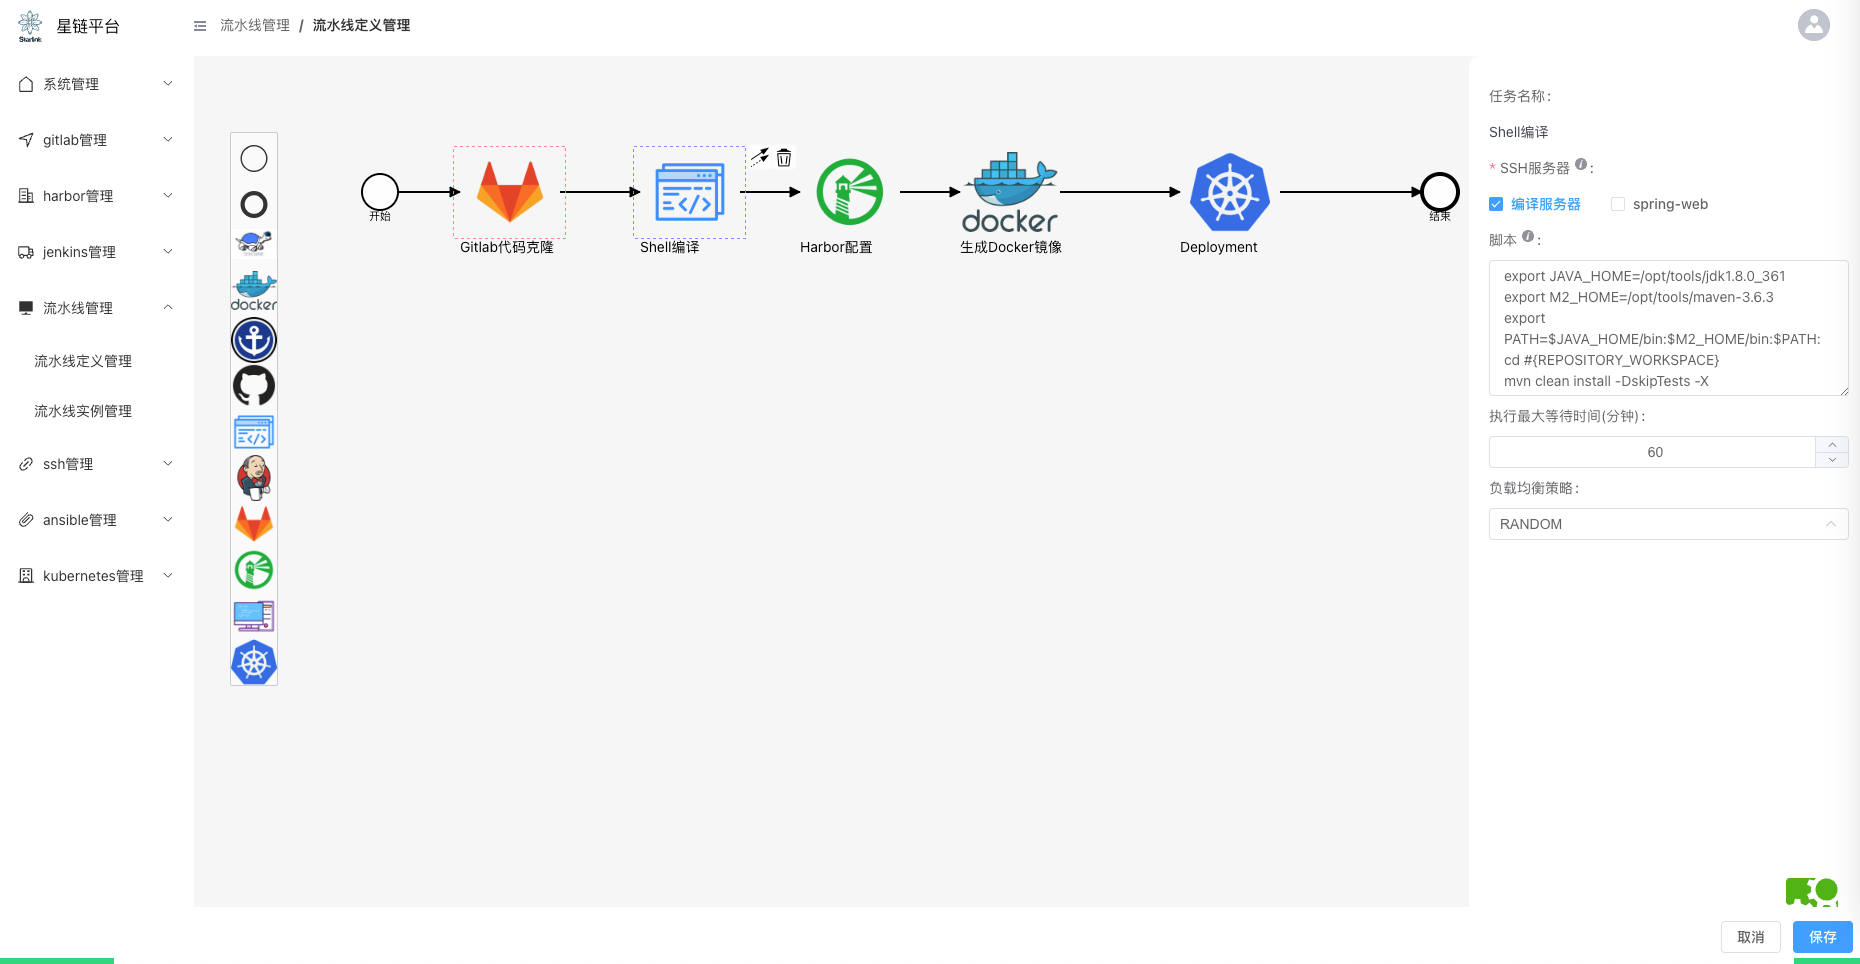 Starlink
星链平台
流水线管理 / 流水线定义管理
系统管理
gitlab管理
harbor管理
jenkins管理
流水线管理
流水线定义管理
流水线实例管理
ssh管理
ansible管理
kubernetes管理
docker
开始
Gitlab代码克隆
Shell编译
Harbor配置
docker
生成Docker镜像
Deployment
结束
任务名称:
Shell编译
* SSH服务器 :
编译服务器
spring-web
脚本 :
export JAVA_HOME=/opt/tools/jdk1.8.0_361
export M2_HOME=/opt/tools/maven-3.6.3
export
PATH=$JAVA_HOME/bin:$M2_HOME/bin:$PATH:
cd #{REPOSITORY_WORKSPACE}
mvn clean install -DskipTests -X
执行最大等待时间(分钟):
60
负载均衡策略:
RANDOM
取消
保存